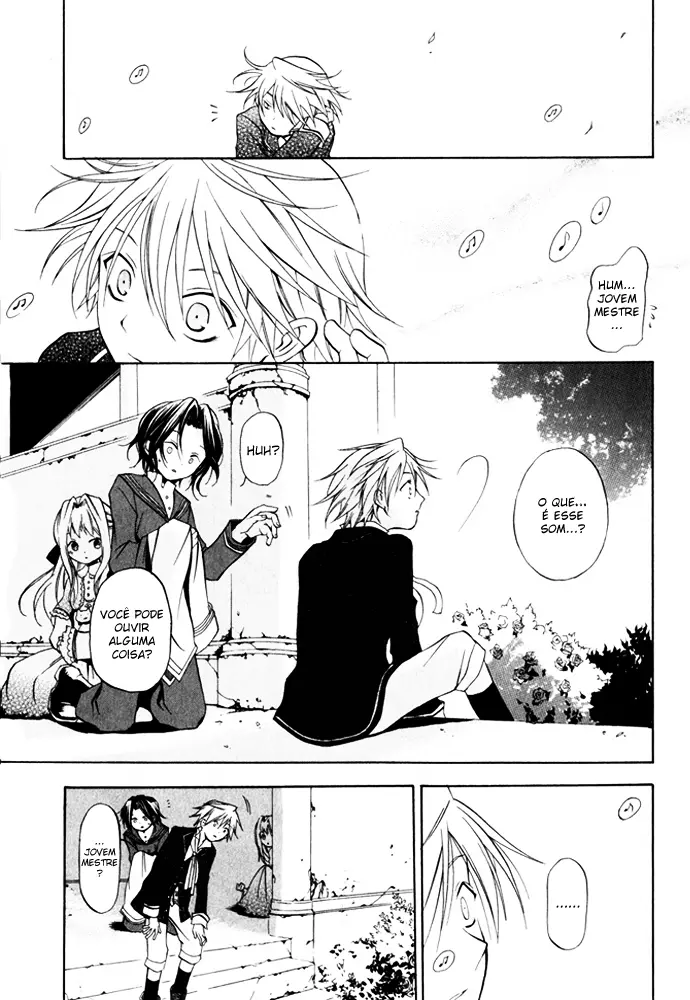 HUM...
JOVEM
MESTRE
...
O QUE...
É ESSE
SOM...?
HUH?
VOCÊ PODE
OUVIR
ALGUMA
COISA?
......
...
JOVEM
MESTRE
?